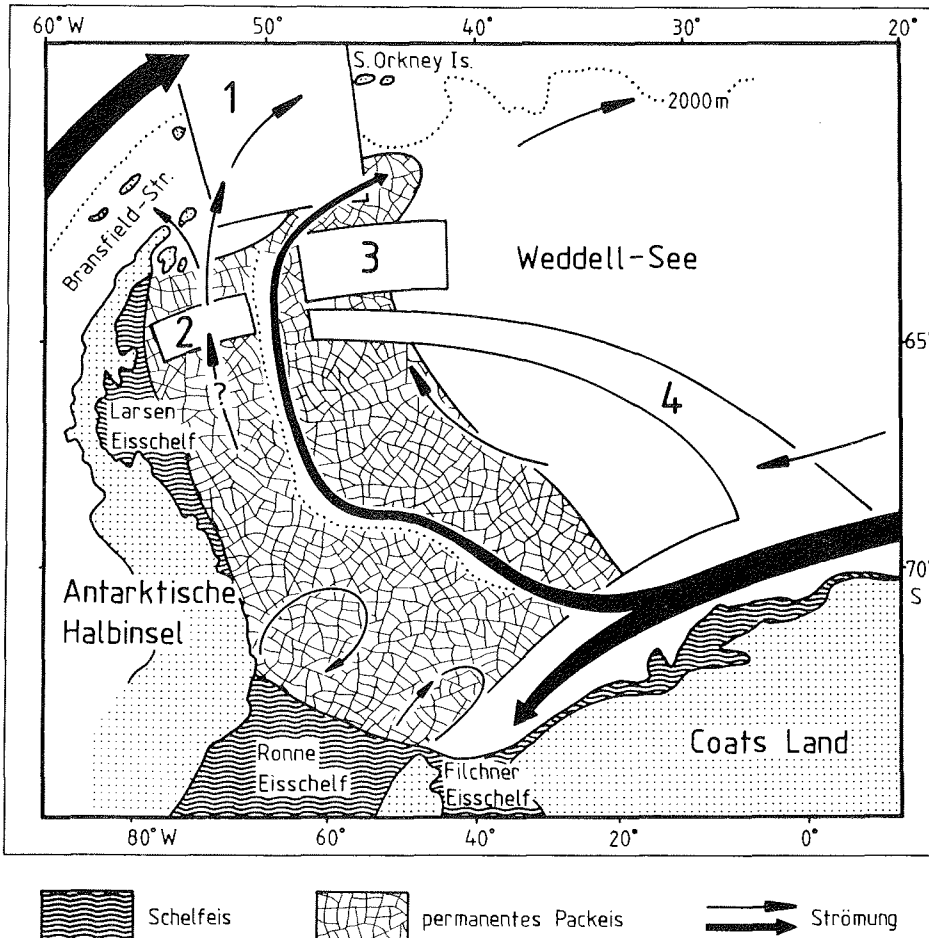 60° W 50° 40° 30° 20°
S. Orkney Is.
2000m
1
Bransfield-Str.
3
Weddell-See
2
65°
4
?
Larsen
Eisschelf
70°
S
Antarktische
Halbinsel
Coats Land
Ronne
Eisschelf
Filchner
Eisschelf
80° W 60° 40° 20° 0°
Schelfeis permanentes Packeis Strömung